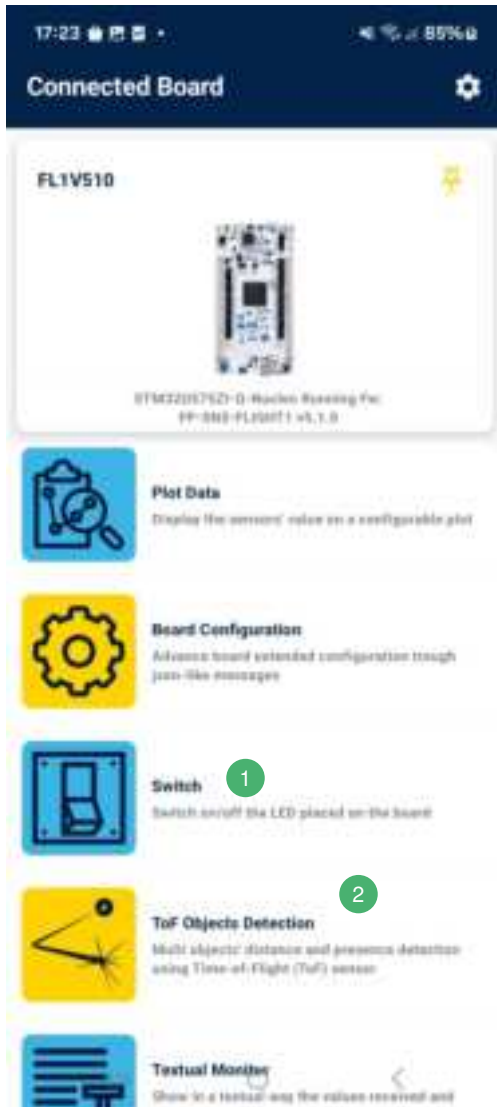 17:23
85%
Connected Board
FL1V510
STM32U575ZI-Q-Nucleo Running Fw:
FP-SNS-FLIGHT1 v5.1.0
Plot Data
Display the sensors' value on a configurable plot
Board Configuration
Advance board extended configuration trough
json-like messages
Switch
1
Switch on/off the LED placed on the board
2
ToF Objects Detection
Multi objects' distance and presence detection
using Time-of-Flight (ToF) sensor
Textual Monitor
Show in a textual way the values received and